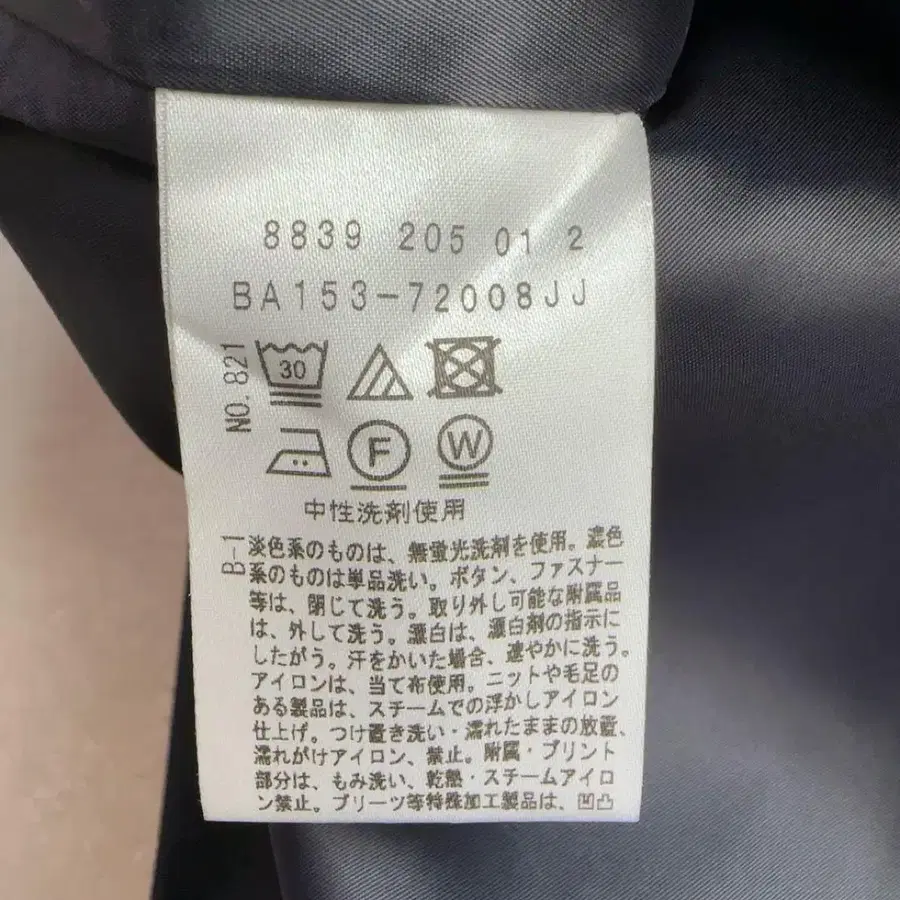 8839 205 01 2
BA153-72008JJ
NO. 821
30
F
W
中性洗剤使用
B-1
淡色系のものは、無蛍光洗剤を使用。濃色
系のものは単品洗い。ボタン、ファスナー
等は、閉じて洗う。取り外し可能な附属品
は、外して洗う。漂白は、漂白剤の指示に
したがう。汗をかいた場合、速やかに洗う。
アイロンは、当て布使用。ニットや毛足の
ある製品は、スチームでの浮かしアイロン
仕上げ。つけ置き洗い・濡れたままの放置、
濡れがけアイロン、禁止。附属・プリント
部分は、もみ洗い、乾熱・スチームアイロ
ン禁止。プリーツ等特殊加工製品は、凹凸